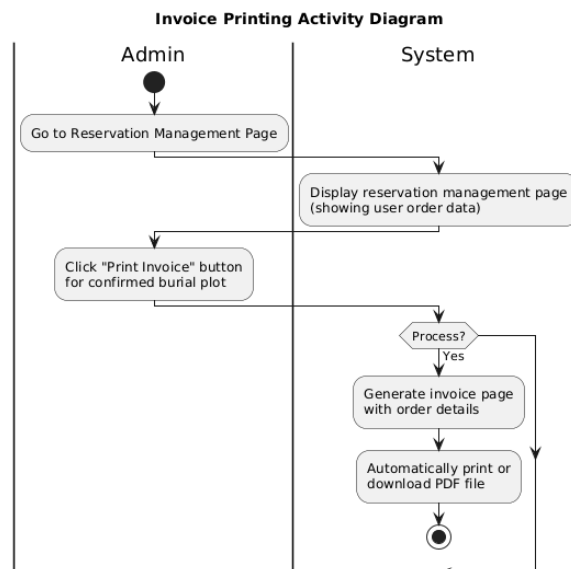 Invoice Printing Activity Diagram
Admin
System
Go to Reservation Management Page
Display reservation management page
(showing user order data)
Click "Print Invoice" button
for confirmed burial plot
Process?
Yes
Generate invoice page
with order details
Automatically print or
download PDF file